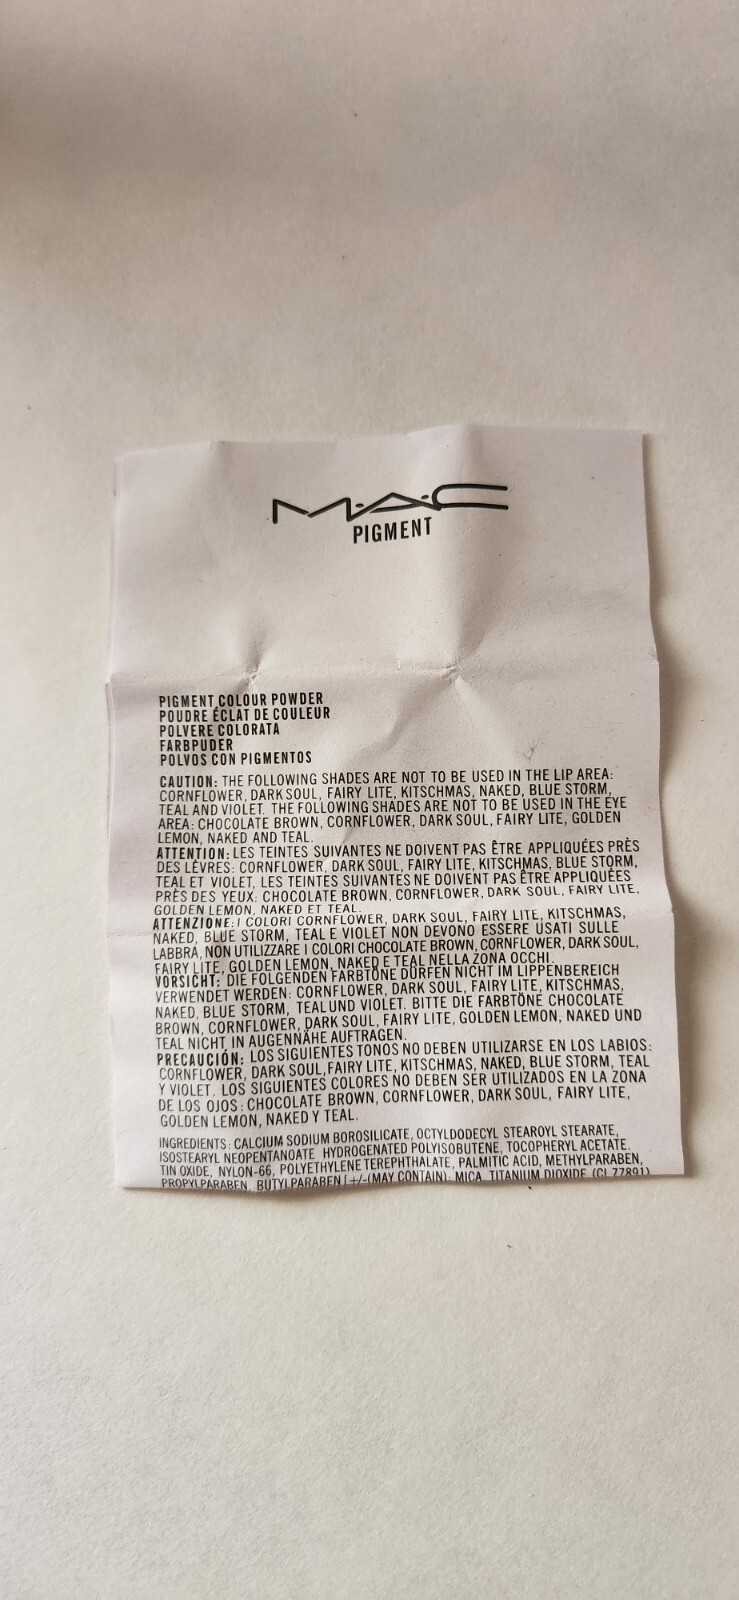 M·A·C
PIGMENT
PIGMENT COLOUR POWDER
POUDRE ÉCLAT DE COULEUR
POLVERE COLORATA
FARBPUDER
POLVOS CON PIGMENTOS
CAUTION: THE FOLLOWING SHADES ARE NOT TO BE USED IN THE LIP AREA:
CORNFLOWER, DARK SOUL, FAIRY LITE, KITSCHMAS, NAKED, BLUE STORM,
TEAL AND VIOLET. THE FOLLOWING SHADES ARE NOT TO BE USED IN THE EYE
AREA: CHOCOLATE BROWN, CORNFLOWER, DARK SOUL, FAIRY LITE, GOLDEN
LEMON, NAKED AND TEAL.
ATTENTION: LES TEINTES SUIVANTES NE DOIVENT PAS ÊTRE APPLIQUÉES PRÈS
DES LÈVRES: CORNFLOWER, DARK SOUL, FAIRY LITE, KITSCHMAS, BLUE STORM,
TEAL ET VIOLET, LES TEINTES SUIVANTES NE DOIVENT PAS ÊTRE APPLIQUÉES
PRÈS DES YEUX: CHOCOLATE BROWN, CORNFLOWER, DARK SOUL, FAIRY LITE,
GOLDEN LEMON, NAKED ET TEAL.
ATTENZIONE: I COLORI CORNFLOWER, DARK SOUL, FAIRY LITE, KITSCHMAS,
NAKED, BLUE STORM, TEAL E VIOLET NON DEVONO ESSERE USATI SULLE
LABBRA, NON UTILIZZARE I COLORI CHOCOLATE BROWN, CORNFLOWER, DARK SOUL,
FAIRY LITE, GOLDEN LEMON, NAKED E TEAL NELLA ZONA OCCHI.
VORSICHT: DIE FOLGENDEN FARBTÖNE DÜRFEN NICHT IM LIPPENBEREICH
VERWENDET WERDEN: CORNFLOWER, DARK SOUL, FAIRY LITE, KITSCHMAS,
NAKED, BLUE STORM, TEAL UND VIOLET. BITTE DIE FARBTÖNE CHOCOLATE
BROWN, CORNFLOWER, DARK SOUL, FAIRY LITE, GOLDEN LEMON, NAKED UND
TEAL NICHT IN AUGENNÄHE AUFTRAGEN.
PRECAUCIÓN: LOS SIGUIENTES TONOS NO DEBEN UTILIZARSE EN LOS LABIOS:
CORNFLOWER, DARK SOUL, FAIRY LITE, KITSCHMAS, NAKED, BLUE STORM, TEAL
Y VIOLET. LOS SIGUIENTES COLORES NO DEBEN SER UTILIZADOS EN LA ZONA
DE LOS OJOS: CHOCOLATE BROWN, CORNFLOWER, DARK SOUL, FAIRY LITE,
GOLDEN LEMON, NAKED Y TEAL.
INGREDIENTS: CALCIUM SODIUM BOROSILICATE, OCTYLDODECYL STEAROYL STEARATE,
ISOSTEARYL NEOPENTANOATE HYDROGENATED POLYISOBUTENE, TOCOPHERYL ACETATE.
TIN OXIDE, NYLON-66, POLYETHYLENE TEREPHTHALATE, PALMITIC ACID, METHYLPARABEN,
PROPYLPARABEN, BUTYLPARABEN [+/-(MAY CONTAIN): MICA, TITANIUM DIOXIDE (CI 77891)